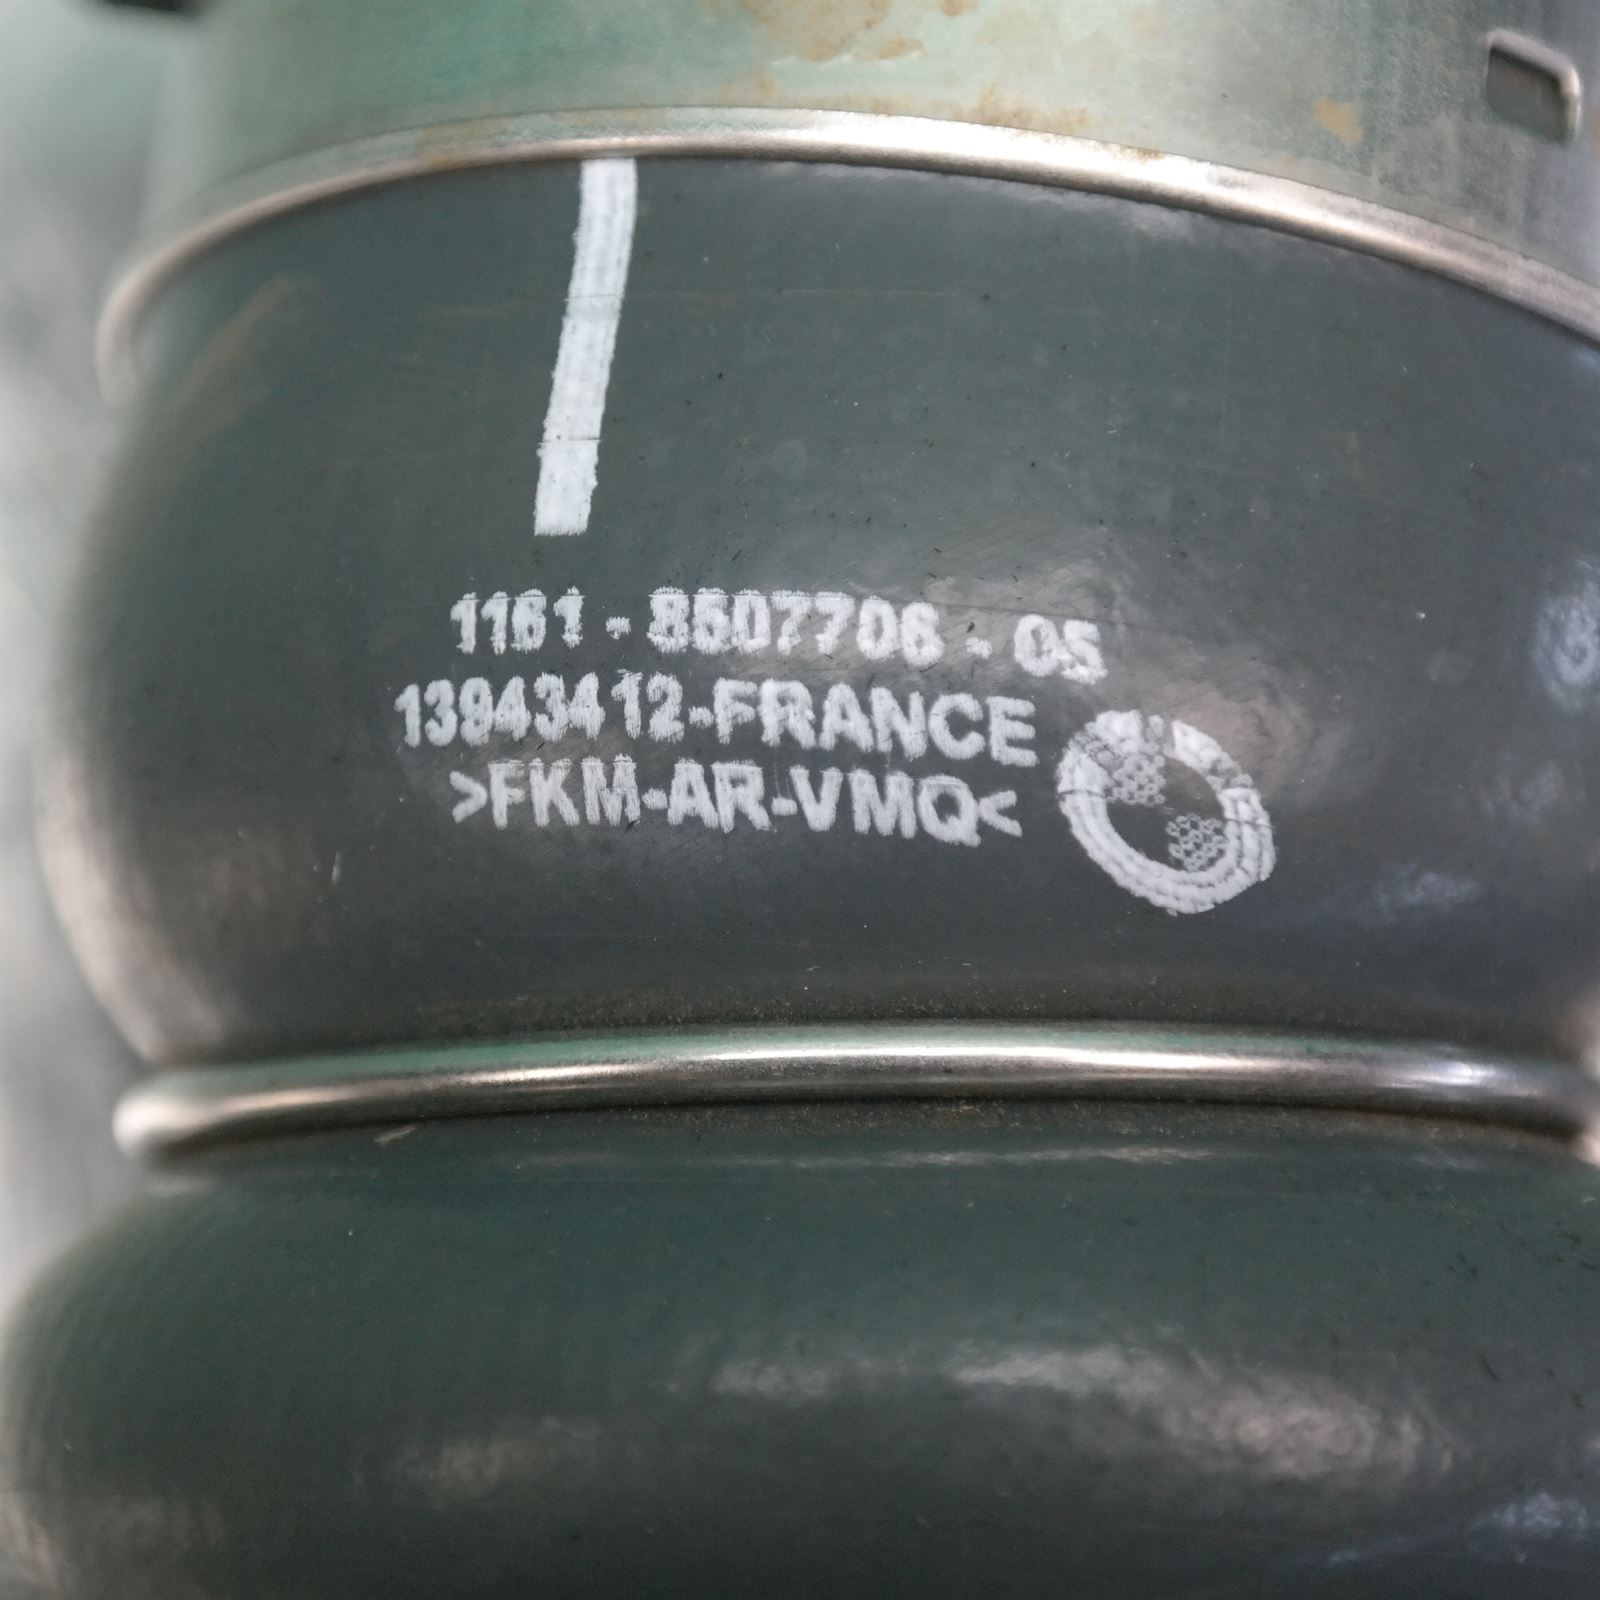 1161 - 8507706 - 05
13943412-FRANCE
>FKM-AR-VMQ<